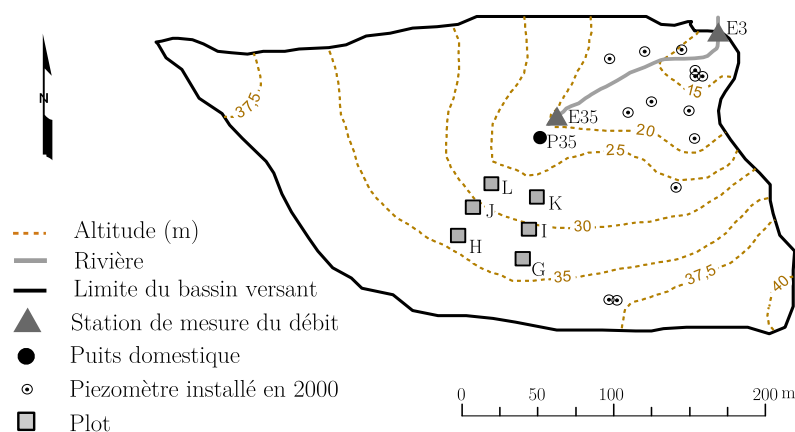 E3
N
37,5
15
E35
20
P35
25
L
K
J
30
I
H
G
35
37,5
40
Altitude (m)
Rivière
Limite du bassin versant
Station de mesure du débit
Puits domestique
Piezomètre installé en 2000
Plot
0 50 100 200 m